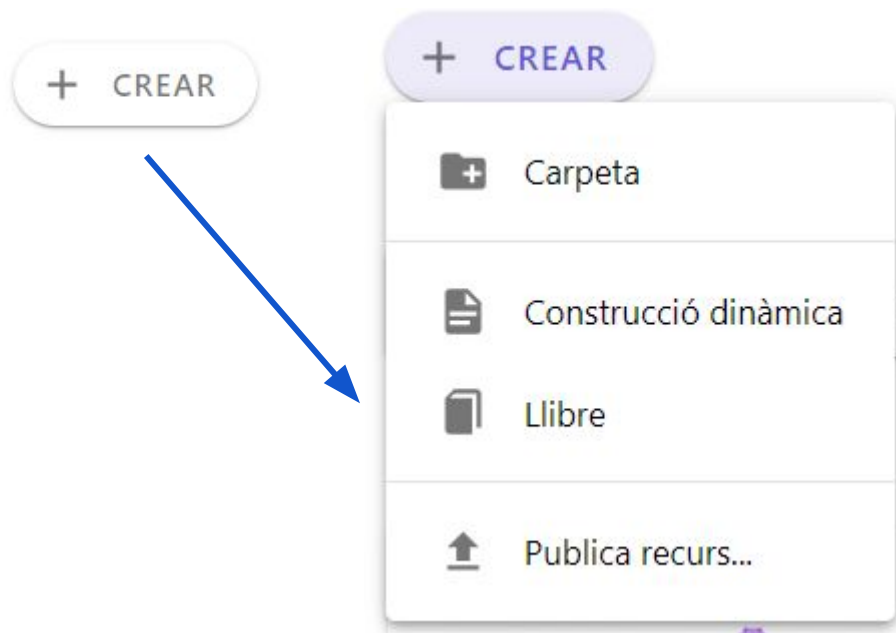 + CREAR
+ CREAR
Carpeta
Construcció dinàmica
Llibre
Publica recurs...